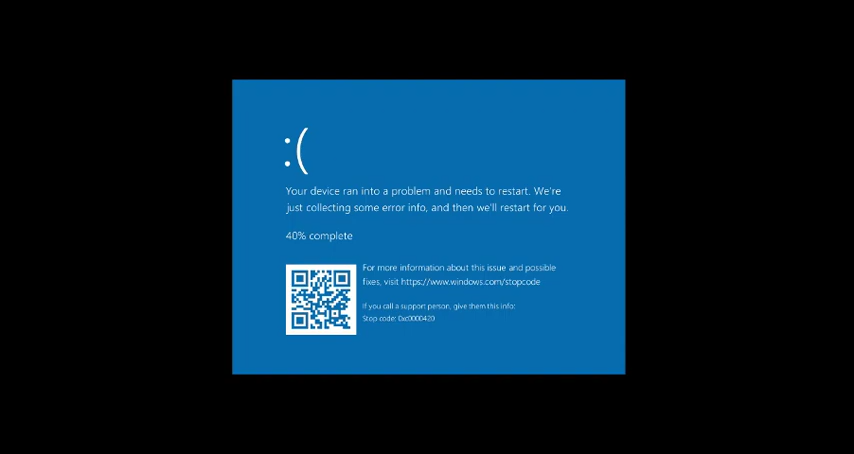 :(
Your device ran into a problem and needs to restart. We're
just collecting some error info, and then we'll restart for you.
40% complete
For more information about this issue and possible
fixes, visit https://www.windows.com/stopcode
If you call a support person, give them this info:
Stop code: 0xc0000420